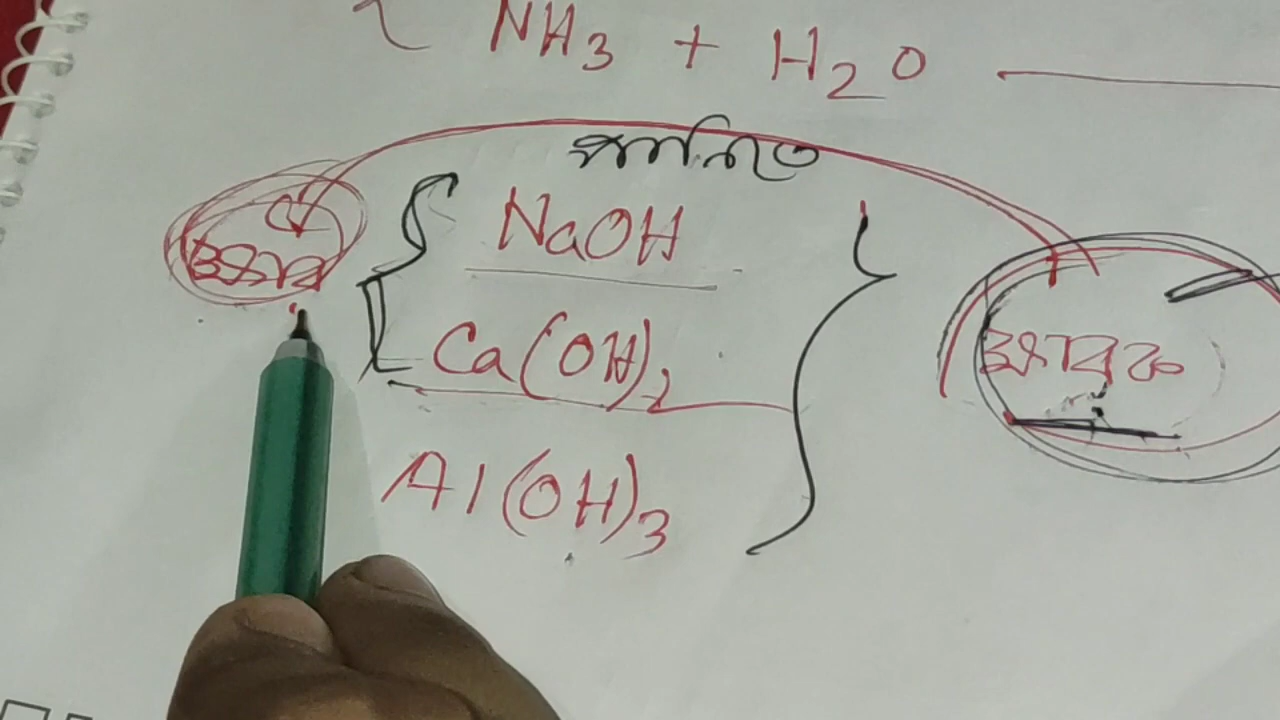 NH3 + H2O
পানিতে
NaOH
ক্ষার
Ca(OH)2
ক্ষারক
Al(OH)3